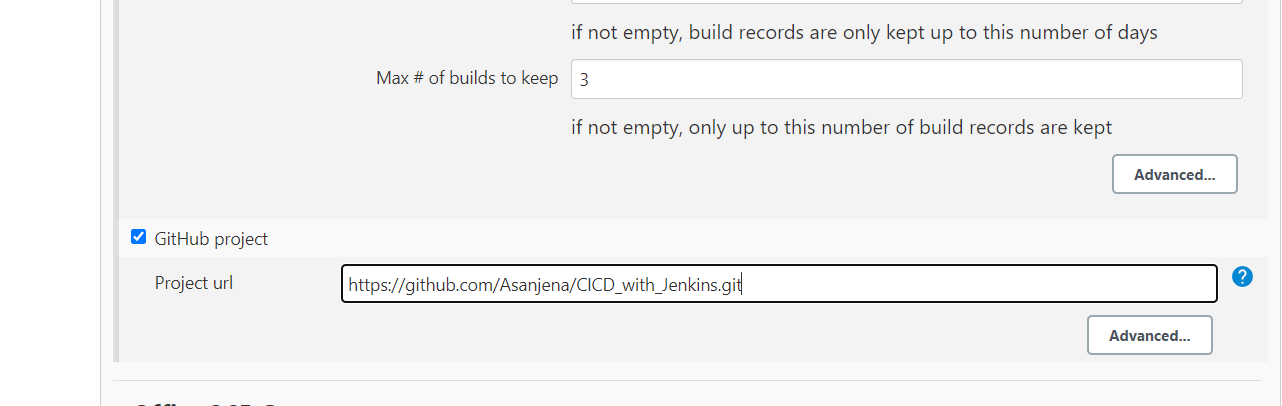 if not empty, build records are only kept up to this number of days
Max # of builds to keep
3
if not empty, only up to this number of build records are kept
Advanced...
GitHub project
Project url
https://github.com/Asanjena/CICD_with_Jenkins.git
?
Advanced...